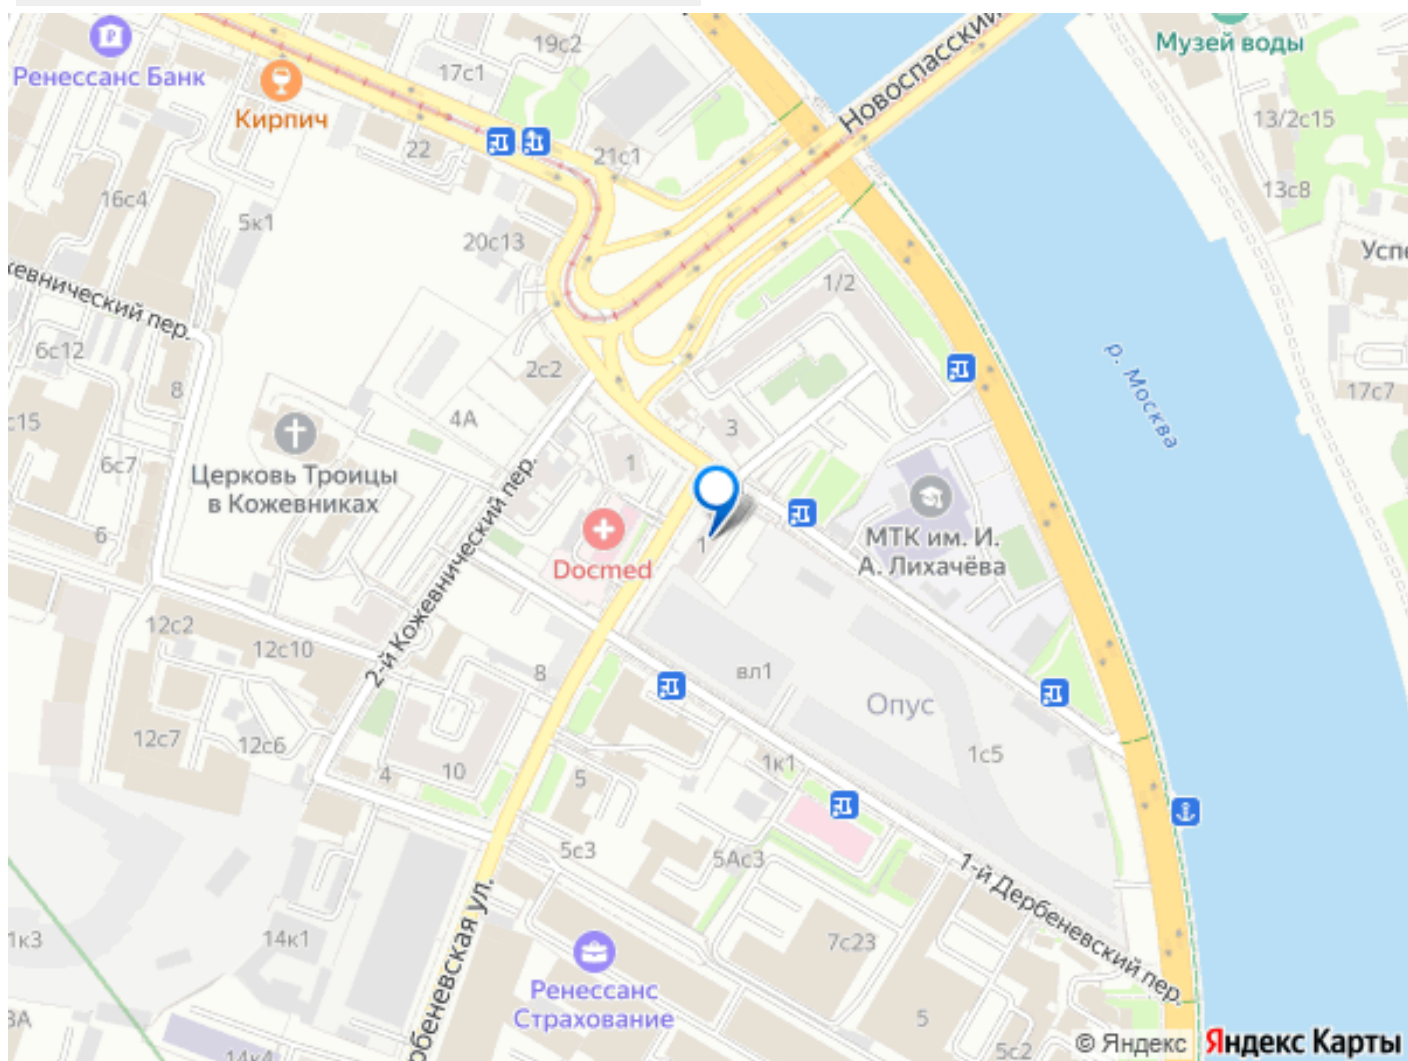 19с2
Музей воды
Ренессанс Банк
17с1
Новоспасский
Кирпич
13/2с15
22
21с1
16с4
13с8
5к1
20с13
Успе
1/2
жевнический пер.
6с12
2с2
р. Москва
8
17с7
с15
4А
3
6с7
1
Церковь Троицы
в Кожевниках
2-й Кожевнический пер.
6
МТК им. И.
А. Лихачёва
1
Docmed
12с2
12с10
8
вл1
Опус
12с7
12с6
1с5
4
10
5
1к1
5с3
5Ас3
1-й Дербеневский пер.
рбеневская ул.
1к3
14к1
7с23
Ренессанс
Страхование
3А
5
14к4
5с2
© Яндекс
Яндекс Карты